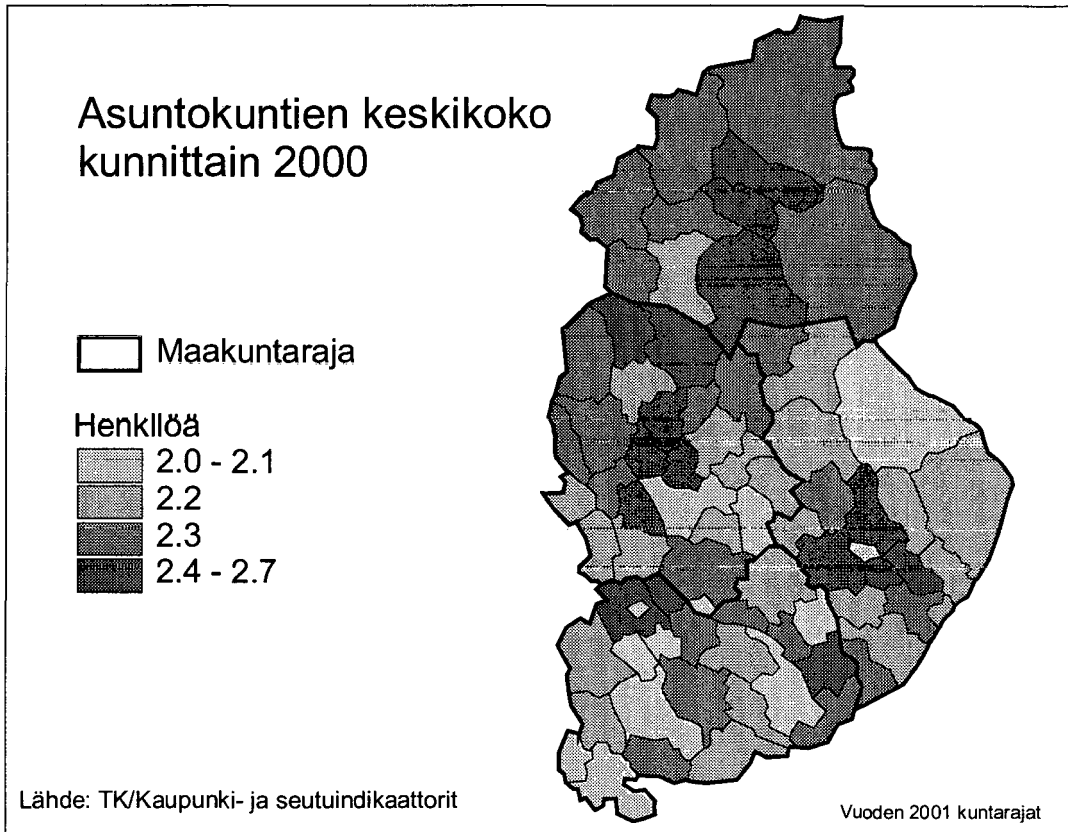 Asuntokuntien keskikoko
kunnittain 2000
Maakuntaraja
Henkllöä
2.0 - 2.1
2.2
2.3
2.4 - 2.7
Lähde: TK/Kaupunki- ja seutuindikaattorit
Vuoden 2001 kuntarajat